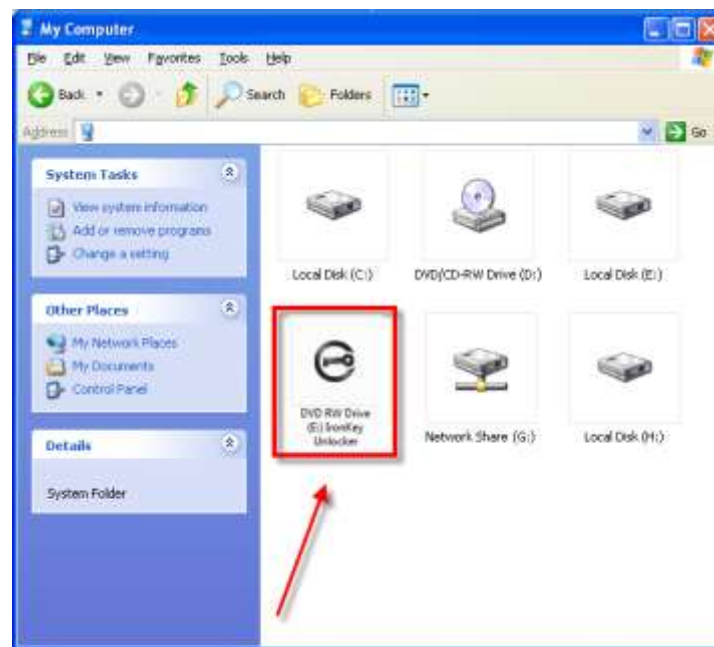 My Computer
File Edit View Favorites Tools Help
Back Search Folders
Address Go
System Tasks
View system information
Add or remove programs
Change a setting
Other Places
My Network Places
My Documents
Control Panel
Details
System Folder
Local Disk (C:) DVD/CD-RW Drive (D:) Local Disk (E:)
DVD RW Drive
(E:) IronKey
Unlocker
Network Share (G:) Local Disk (H:)